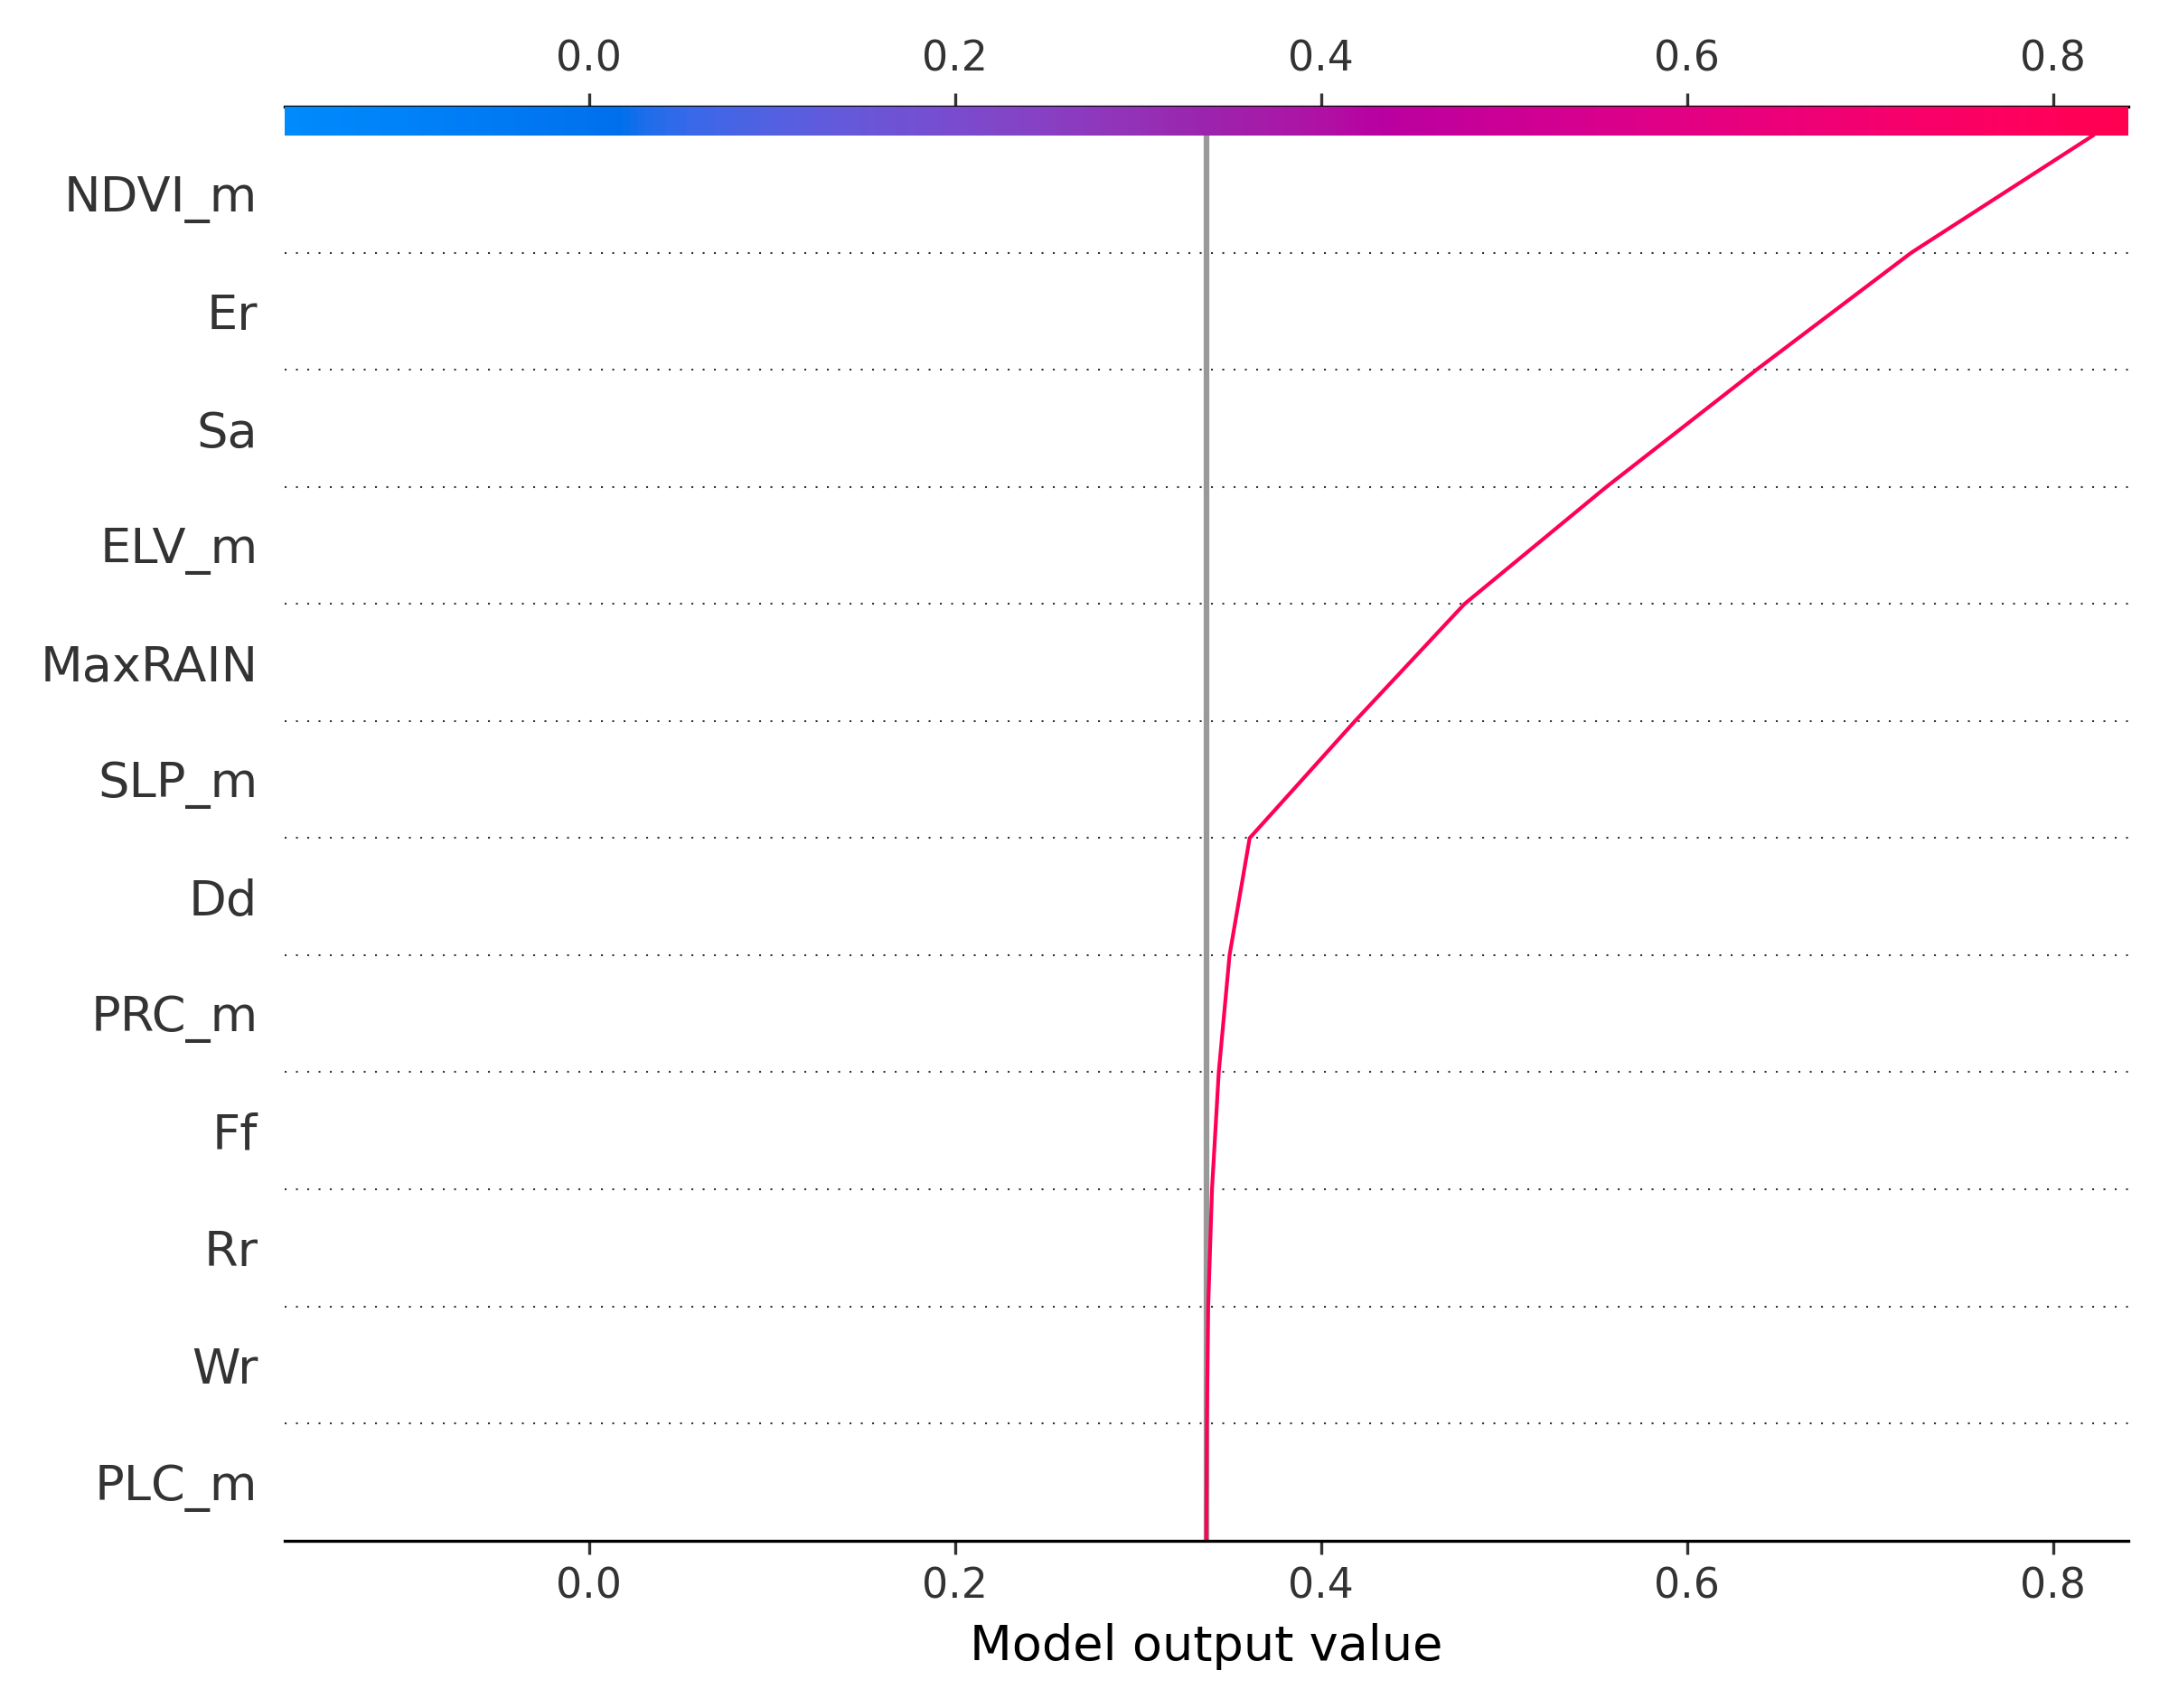 0.0 0.2 0.4 0.6 0.8
NDVI_m
Er
Sa
ELV_m
MaxRAIN
SLP_m
Dd
PRC_m
Ff
Rr
Wr
PLC_m
0.0 0.2 0.4 0.6 0.8
Model output value